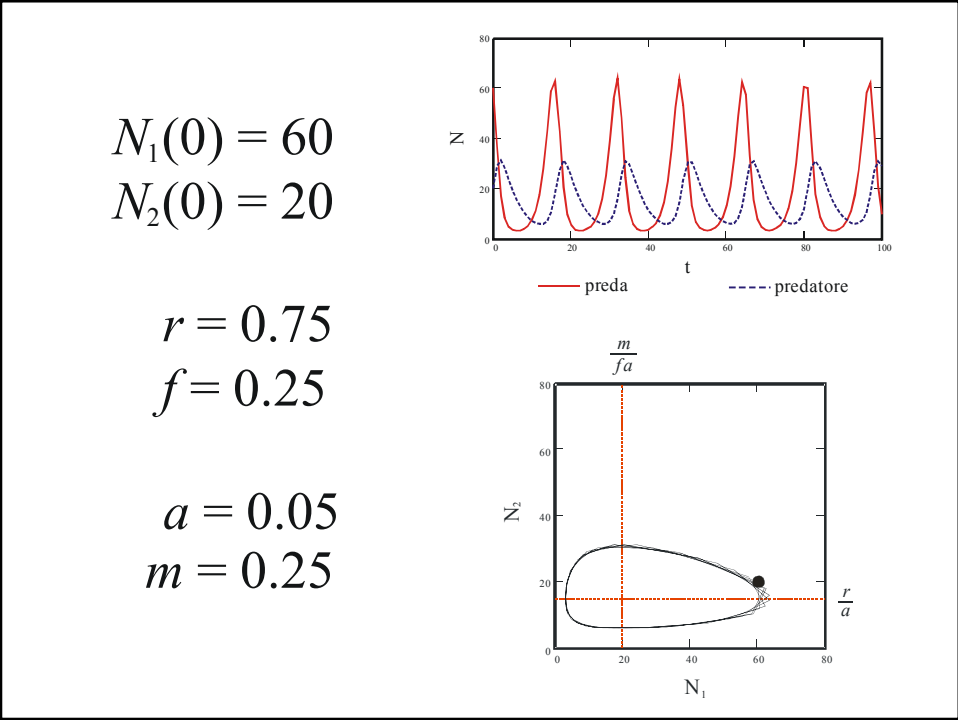 N₁(0) = 60
N₂(0) = 20
r = 0.75
f = 0.25
a = 0.05
m = 0.25
80
60
40
20
0
N
0 20 40 60 80 100
t
preda predatore
m
fa
80
60
40
20
0
N₂
r
a
0 20 40 60 80
N₁